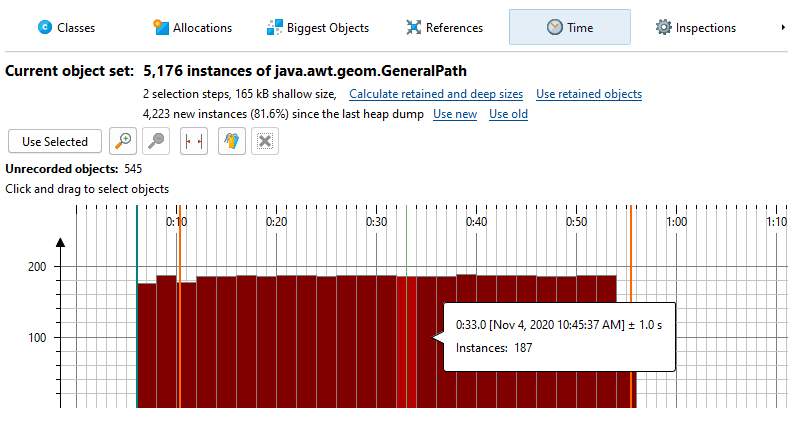 Classes Allocations Biggest Objects References Time Inspections
Current object set: 5,176 instances of java.awt.geom.GeneralPath
2 selection steps, 165 kB shallow size, Calculate retained and deep sizes Use retained objects
4,223 new instances (81.6%) since the last heap dump Use new Use old
Use Selected
Unrecorded objects: 545
Click and drag to select objects
0:10 0:20 0:30 0:40 0:50 1:00 1:10
200
0:33.0 [Nov 4, 2020 10:45:37 AM] ± 1.0 s
100
Instances: 187